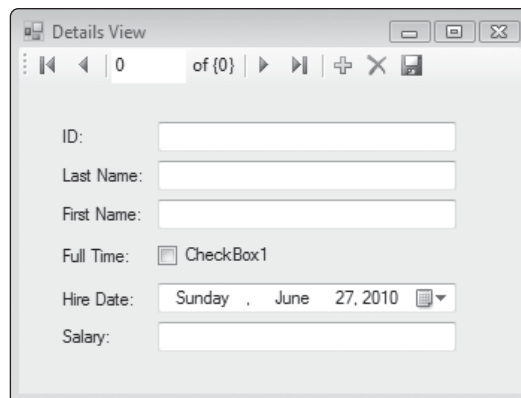 Details View
0 of {0}
ID:
Last Name:
First Name:
Full Time: CheckBox1
Hire Date: Sunday , June 27, 2010
Salary: